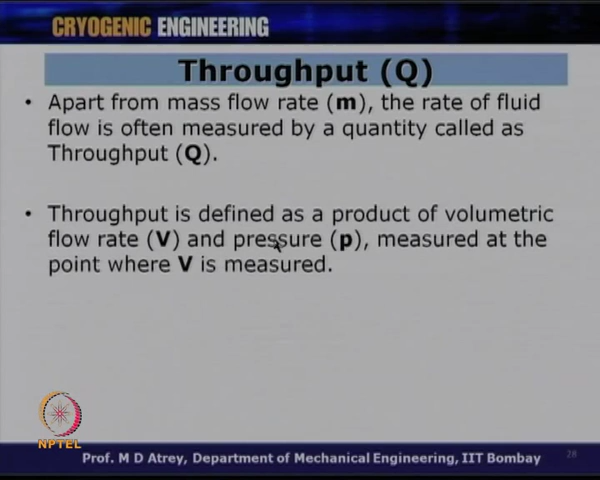 CRYOGENIC ENGINEERING
Throughput (Q)
• Apart from mass flow rate (m), the rate of fluid
flow is often measured by a quantity called as
Throughput (Q).
• Throughput is defined as a product of volumetric
flow rate (V) and pressure (p), measured at the
point where V is measured.
NPTEL
Prof. M D Atrey, Department of Mechanical Engineering, IIT Bombay
28